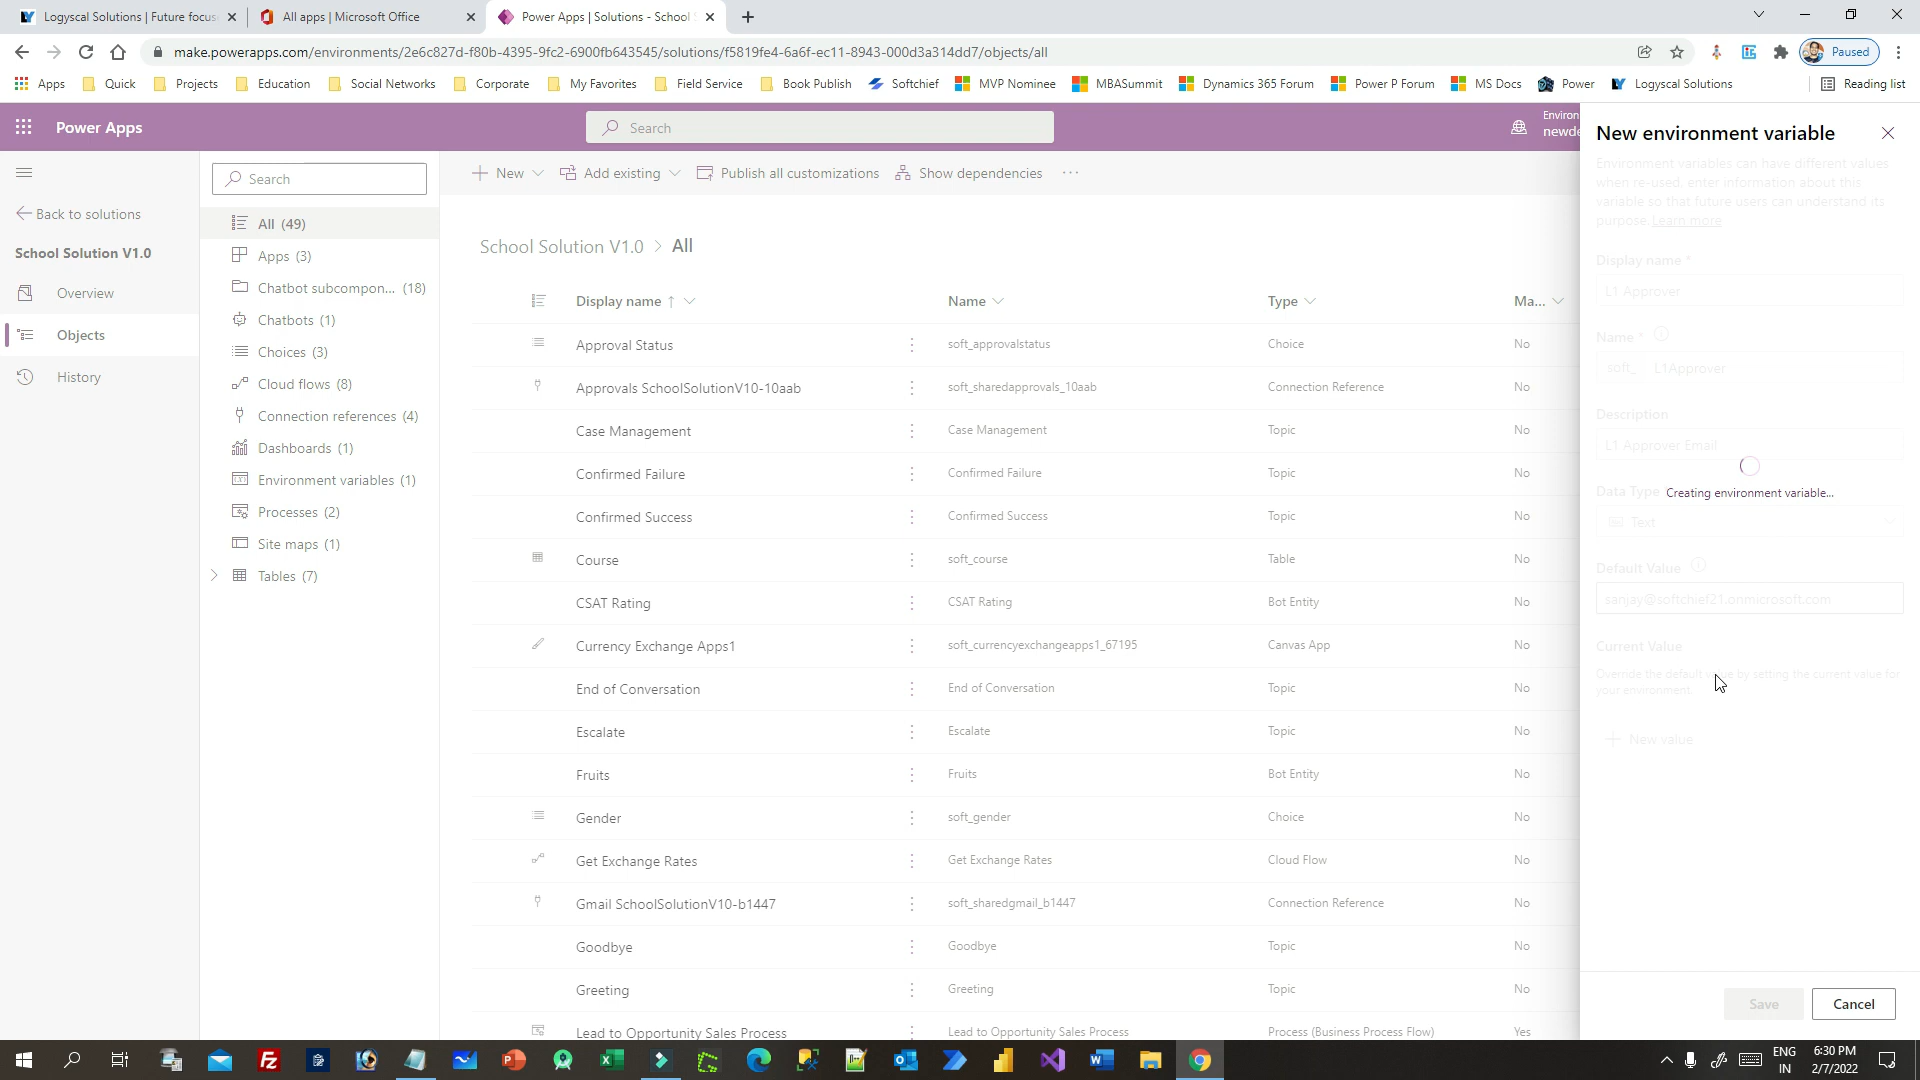 Logyscal Solutions | Future focus
All apps | Microsoft Office
Power Apps | Solutions - School S
make.powerapps.com/environments/2e6c827d-f80b-4395-9fc2-6900fb643545/solutions/f5819fe4-6a6f-ec11-8943-000d3a314dd7/objects/all
Paused
Apps
Quick
Projects
Education
Social Networks
Corporate
My Favorites
Field Service
Book Publish
Softchief
MVP Nominee
MBASummit
Dynamics 365 Forum
Power P Forum
MS Docs
Power
Logyscal Solutions
Reading list
Power Apps
Search
Environ
newde
Back to solutions
School Solution V1.0
Overview
Objects
History
Search
All (49)
Apps (3)
Chatbot subcompon... (18)
Chatbots (1)
Choices (3)
Cloud flows (8)
Connection references (4)
Dashboards (1)
Environment variables (1)
Processes (2)
Site maps (1)
Tables (7)
New
Add existing
Publish all customizations
Show dependencies
School Solution V1.0 > All
Display name ↑ Name Type Ma...
Approval Status soft_approvalstatus Choice No
Approvals SchoolSolutionV10-10aab soft_sharedapprovals_10aab Connection Reference No
Case Management Case Management Topic No
Confirmed Failure Confirmed Failure Topic No
Confirmed Success Confirmed Success Topic No
Course soft_course Table No
CSAT Rating CSAT Rating Bot Entity No
Currency Exchange Apps1 soft_currencyexchangeapps1_67195 Canvas App No
End of Conversation End of Conversation Topic No
Escalate Escalate Topic No
Fruits Fruits Bot Entity No
Gender soft_gender Choice No
Get Exchange Rates Get Exchange Rates Cloud Flow No
Gmail SchoolSolutionV10-b1447 soft_sharedgmail_b1447 Connection Reference No
Goodbye Goodbye Topic No
Greeting Greeting Topic No
Lead to Opportunity Sales Process Lead to Opportunity Sales Process Process (Business Process Flow) Yes
New environment variable
Environment variables can have different values
when re-used, enter information about this
variable so that future users can understand its
purpose. Learn more
Display name *
L1 Approver
Name *
soft_ L1Approver
Description
L1 Approver Email
Data Type
Creating environment variable...
Text
Default Value
sanjay@softchief21.onmicrosoft.com
Current Value
Override the default value by setting the current value for
your environment.
New value
Save
Cancel
ENG
IN
6:30 PM
2/7/2022